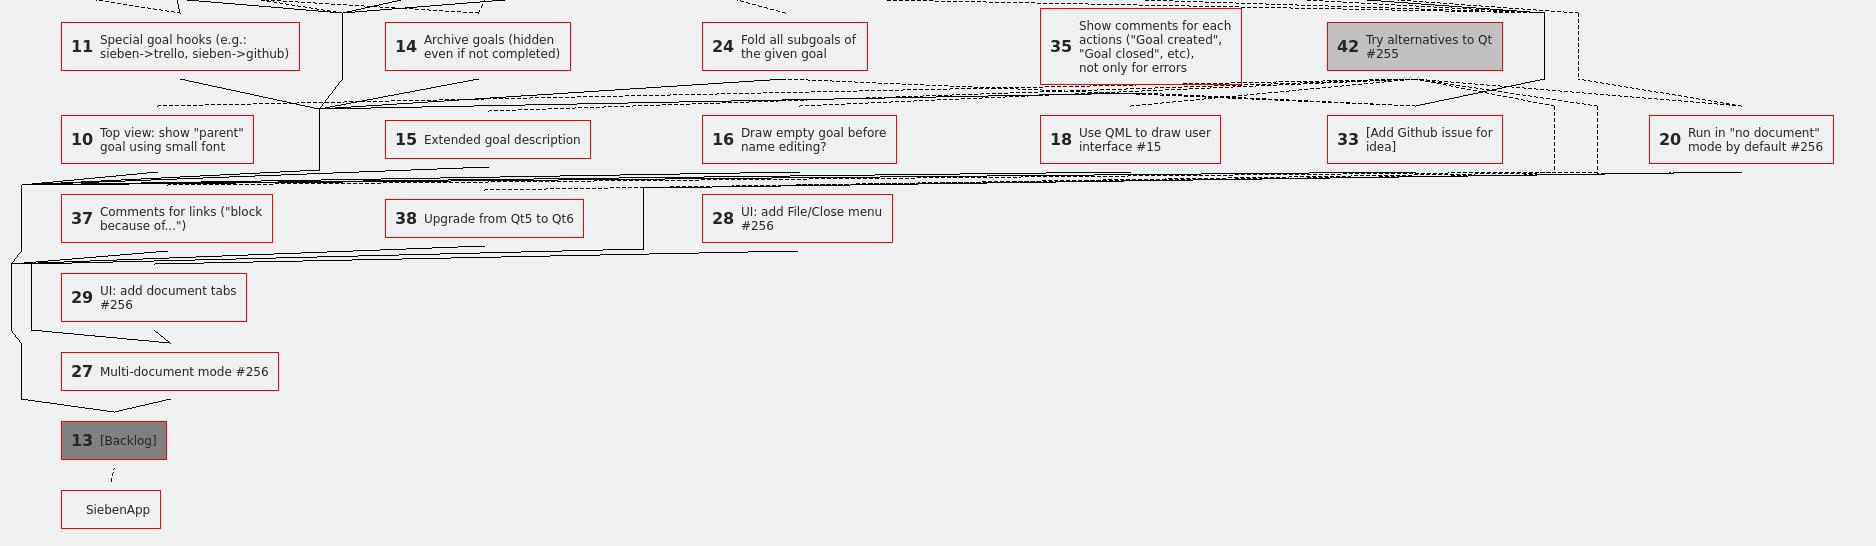 11 Special goal hooks (e.g.:
sieben->trello, sieben->github)
14 Archive goals (hidden
even if not completed)
24 Fold all subgoals of
the given goal
35 Show comments for each
actions ("Goal created",
"Goal closed", etc),
not only for errors
42 Try alternatives to Qt
#255
10 Top view: show "parent"
goal using small font
15 Extended goal description
16 Draw empty goal before
name editing?
18 Use QML to draw user
interface #15
33 [Add Github issue for
idea]
20 Run in "no document"
mode by default #256
37 Comments for links ("block
because of...")
38 Upgrade from Qt5 to Qt6
28 UI: add File/Close menu
#256
29 UI: add document tabs
#256
27 Multi-document mode #256
13 [Backlog]
SiebenApp